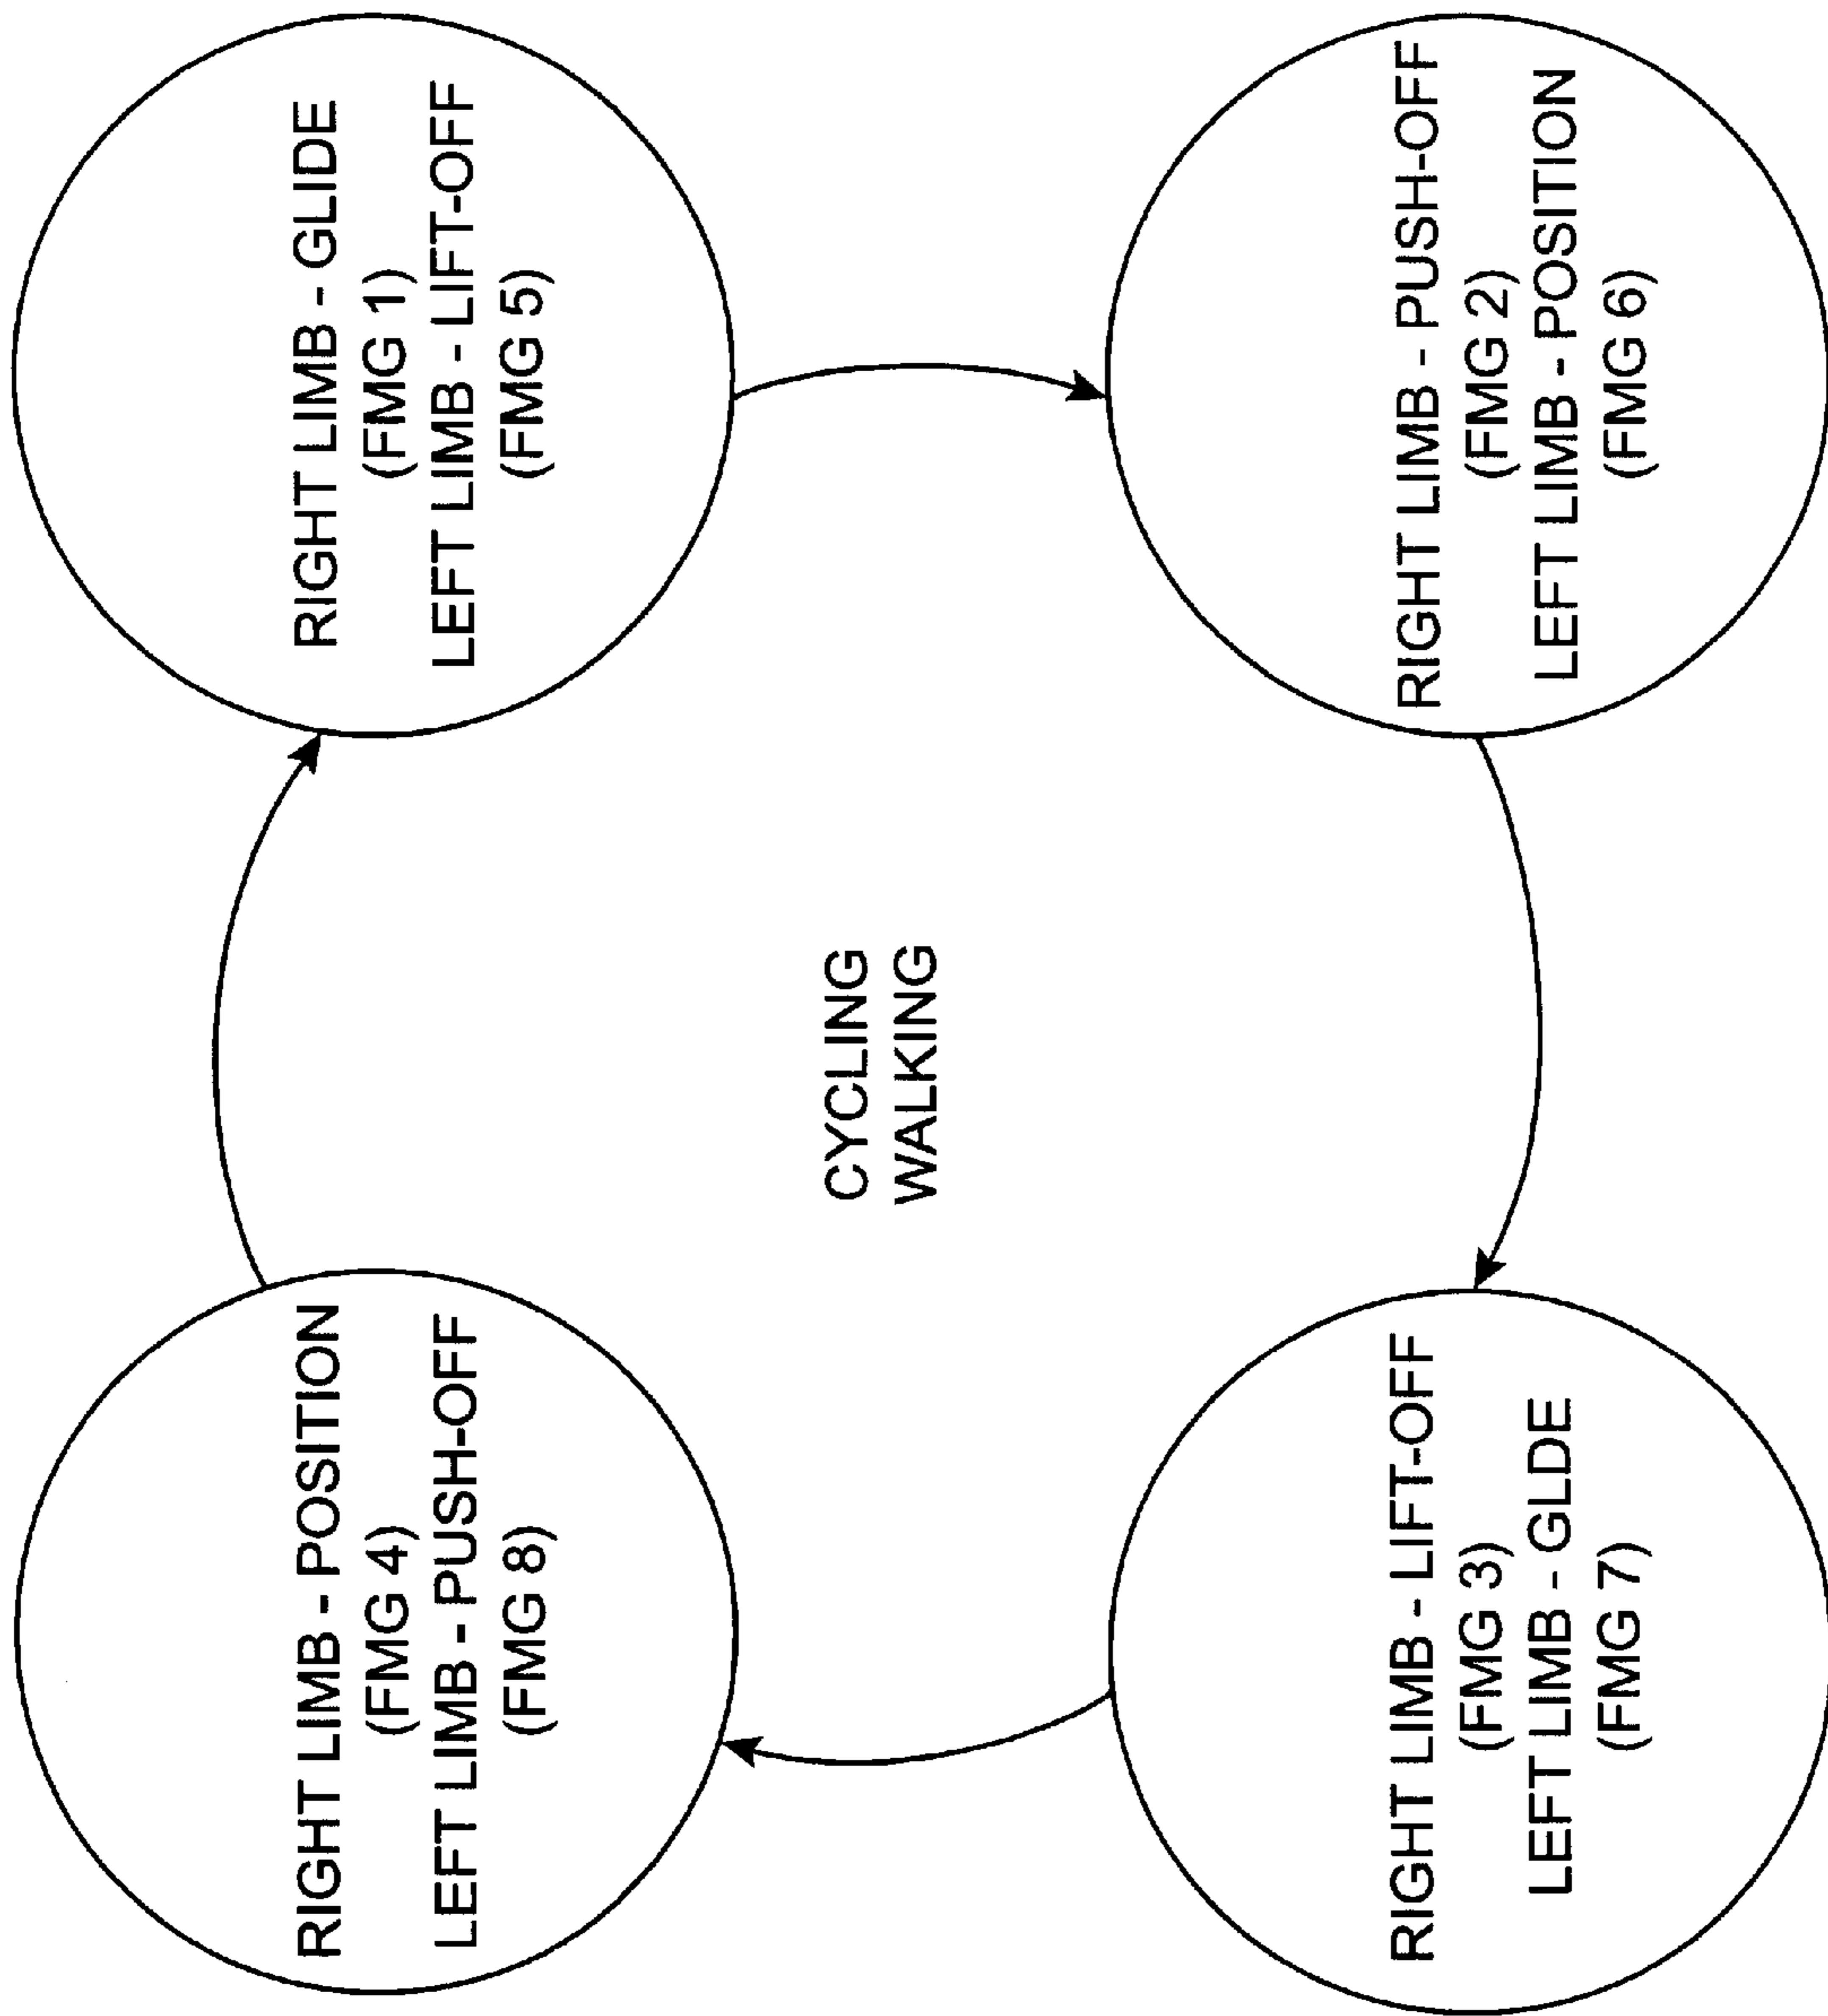 RIGHT LIMB - POSITION
(FMG 4)
LEFT LIMB - PUSH-OFF
(FMG 8)
RIGHT LIMB - GLIDE
(FMG 1)
LEFT LIMB - LIFT-OFF
(FMG 5)
CYCLING
WALKING
RIGHT LIMB - LIFT-OFF
(FMG 3)
LEFT LIMB - GLDE
(FMG 7)
RIGHT LIMB - PUSH-OFF
(FMG 2)
LEFT LIMB - POSITION
(FMG 6)